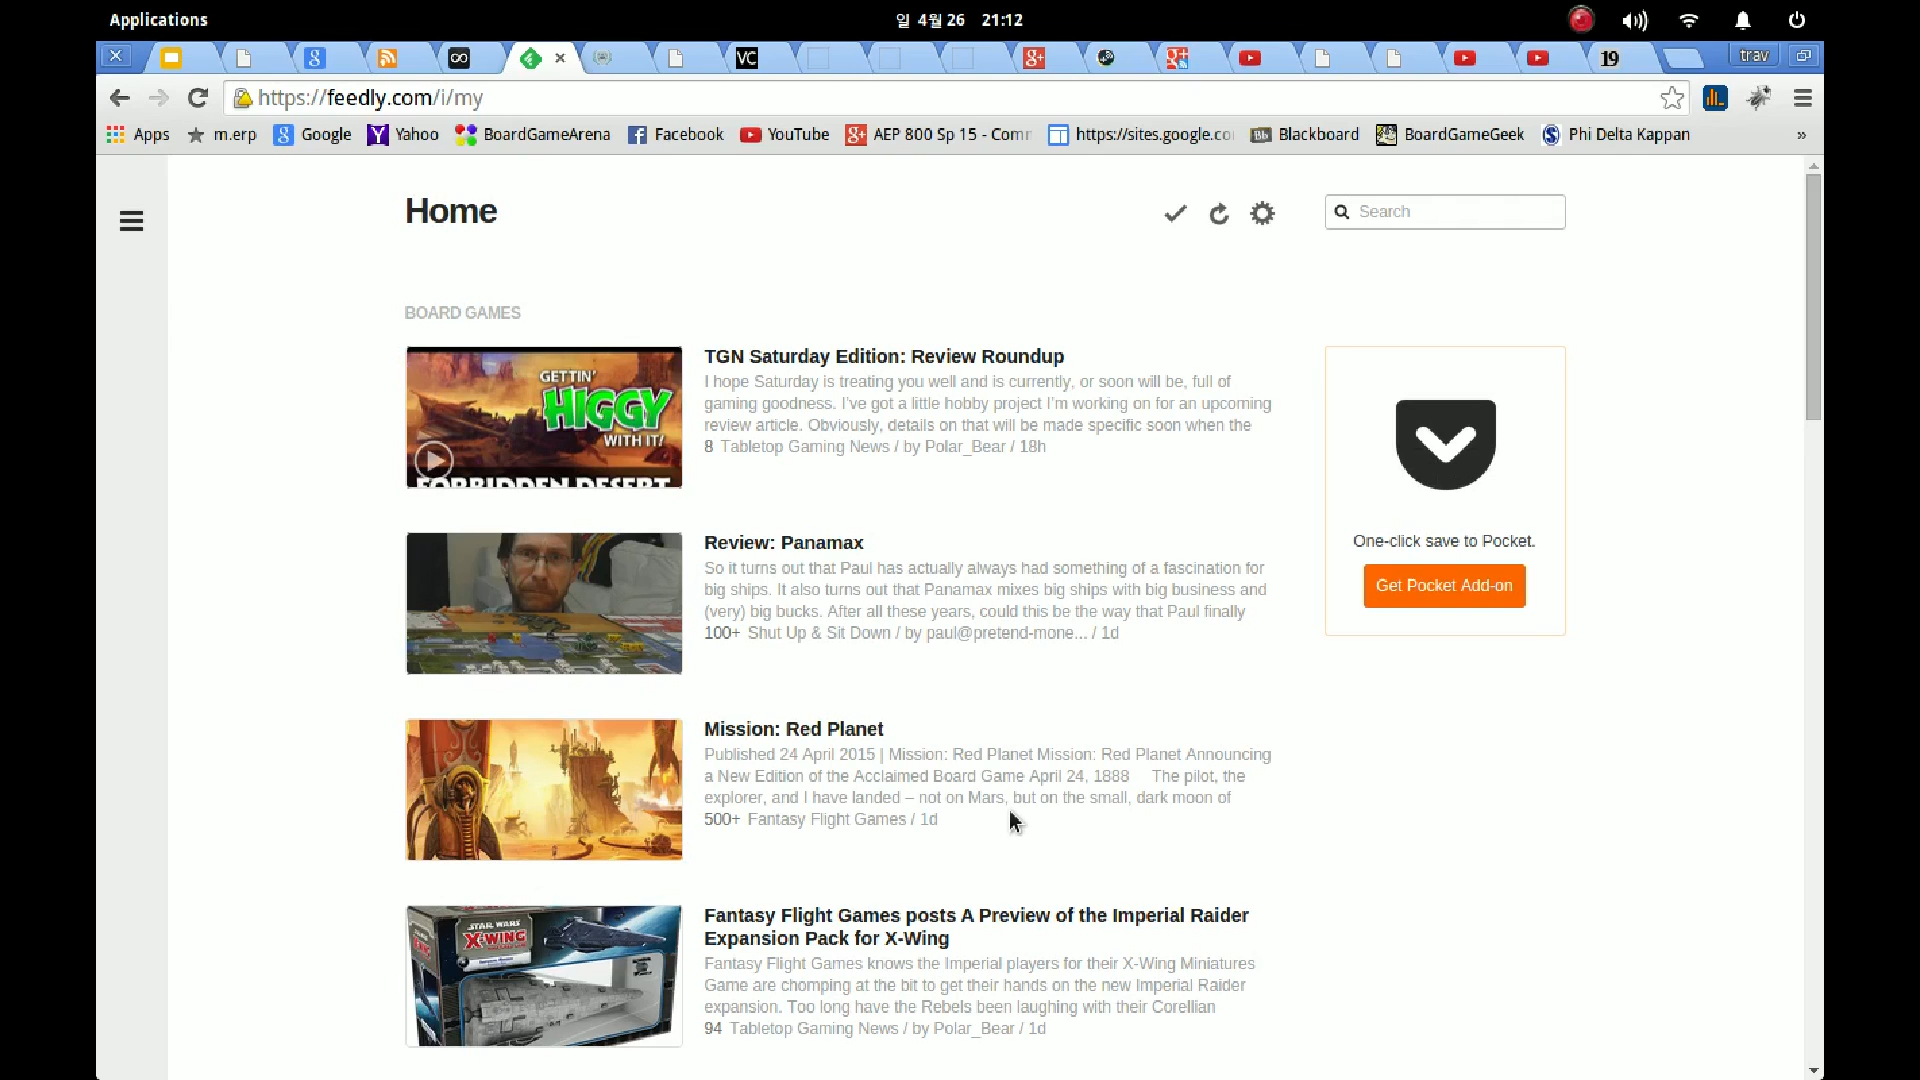 Applications
일 4월 26 21:12
VC
19
trav
https://feedly.com/i/my
Apps
m.erp
Google
Yahoo
BoardGameArena
Facebook
YouTube
AEP 800 Sp 15 - Comm
https://sites.google.co
Blackboard
BoardGameGeek
Phi Delta Kappan
»
Home
Search
BOARD GAMES
GETTIN'
HIGGY
WITH IT!
FORBIDDEN DESERT
TGN Saturday Edition: Review Roundup
I hope Saturday is treating you well and is currently, or soon will be, full of
gaming goodness. I've got a little hobby project I'm working on for an upcoming
review article. Obviously, details on that will be made specific soon when the
8 Tabletop Gaming News / by Polar_Bear / 18h
One-click save to Pocket.
Get Pocket Add-on
Review: Panamax
So it turns out that Paul has actually always had something of a fascination for
big ships. It also turns out that Panamax mixes big ships with big business and
(very) big bucks. After all these years, could this be the way that Paul finally
100+ Shut Up & Sit Down / by paul@pretend-mone... / 1d
Mission: Red Planet
Published 24 April 2015 | Mission: Red Planet Mission: Red Planet Announcing
a New Edition of the Acclaimed Board Game April 24, 1888 The pilot, the
explorer, and I have landed – not on Mars, but on the small, dark moon of
500+ Fantasy Flight Games / 1d
STAR WARS
X-WING
Fantasy Flight Games posts A Preview of the Imperial Raider
Expansion Pack for X-Wing
Fantasy Flight Games knows the Imperial players for their X-Wing Miniatures
Game are chomping at the bit to get their hands on the new Imperial Raider
expansion. Too long have the Rebels been laughing with their Corellian
94 Tabletop Gaming News / by Polar_Bear / 1d